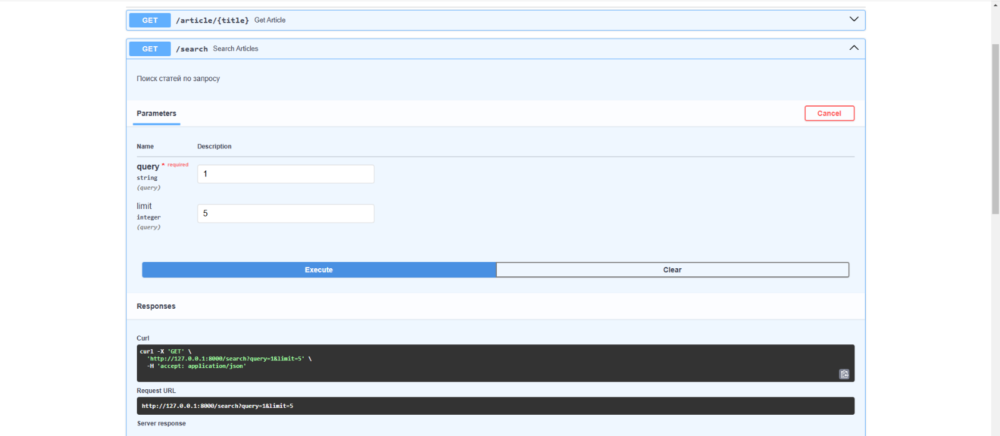 GET /article/{title} Get Article
GET /search Search Articles
Поиск статей по запросу
Parameters Cancel
Name Description
query * required
string
(query)
1
limit
integer
(query)
5
Execute Clear
Responses
Curl
curl -X 'GET' \
'http://127.0.0.1:8000/search?query=1&limit=5' \
-H 'accept: application/json'
Request URL
http://127.0.0.1:8000/search?query=1&limit=5
Server response